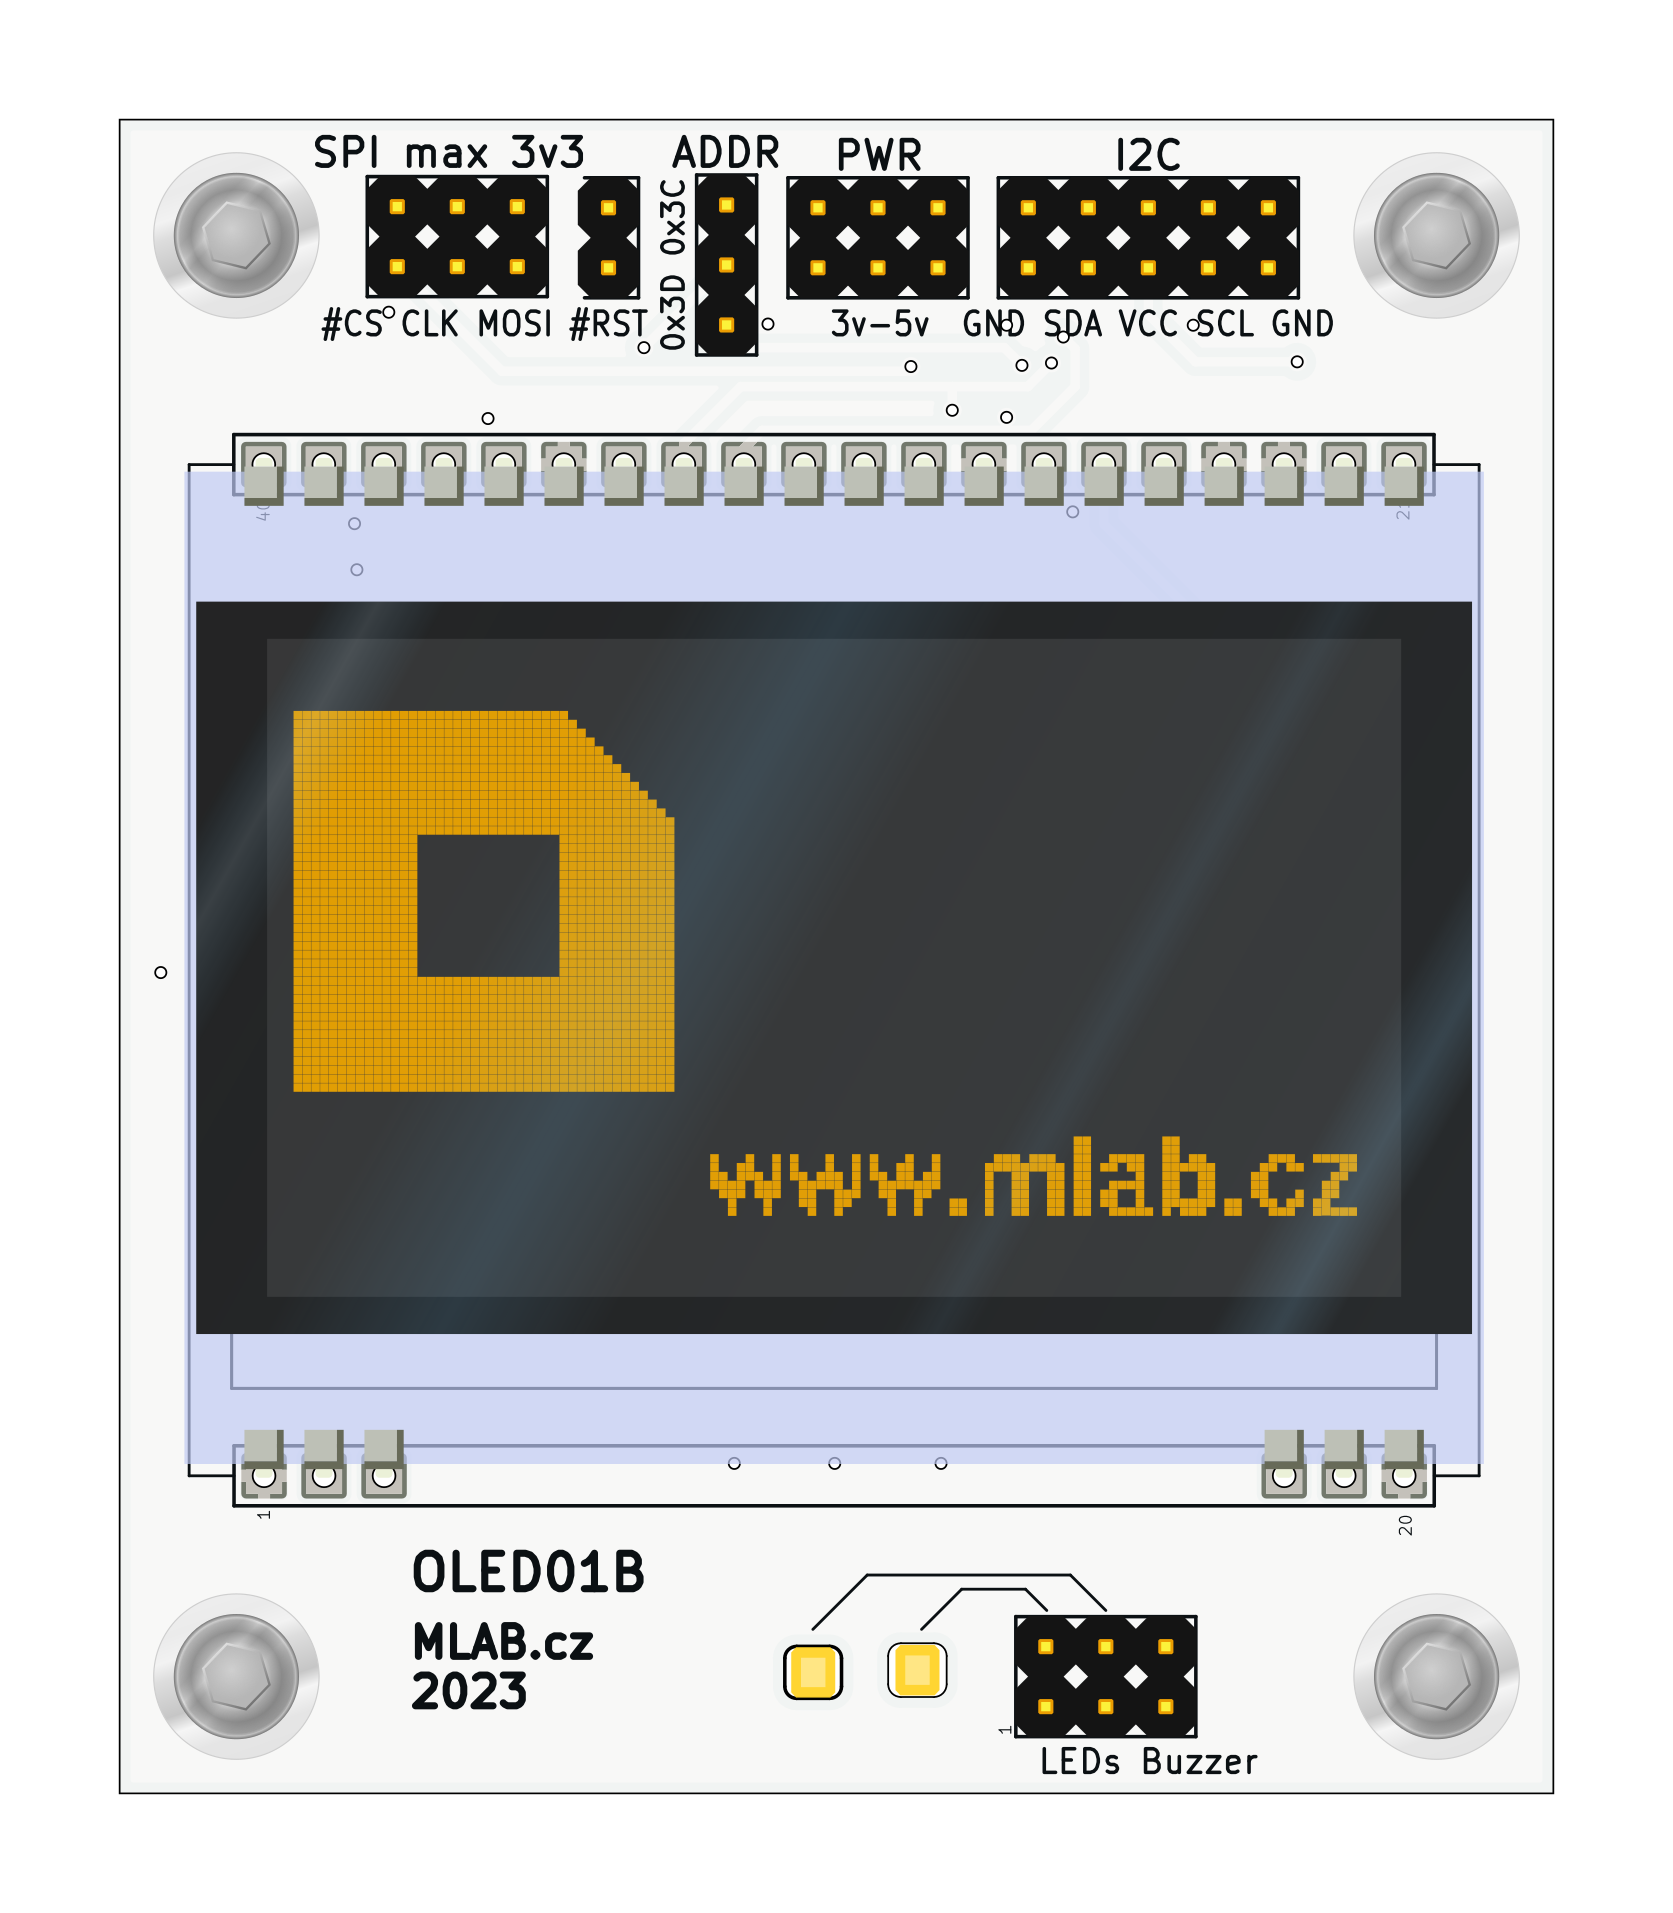 SPI max 3v3 ADDR PWR I2C
0x3D 0x3C
#CS CLK MOSI #RST 3v-5v GND SDA VCC SCL GND
40
www.mlab.cz
1 20
OLED01B
MLAB.cz
2023
1
LEDs Buzzer